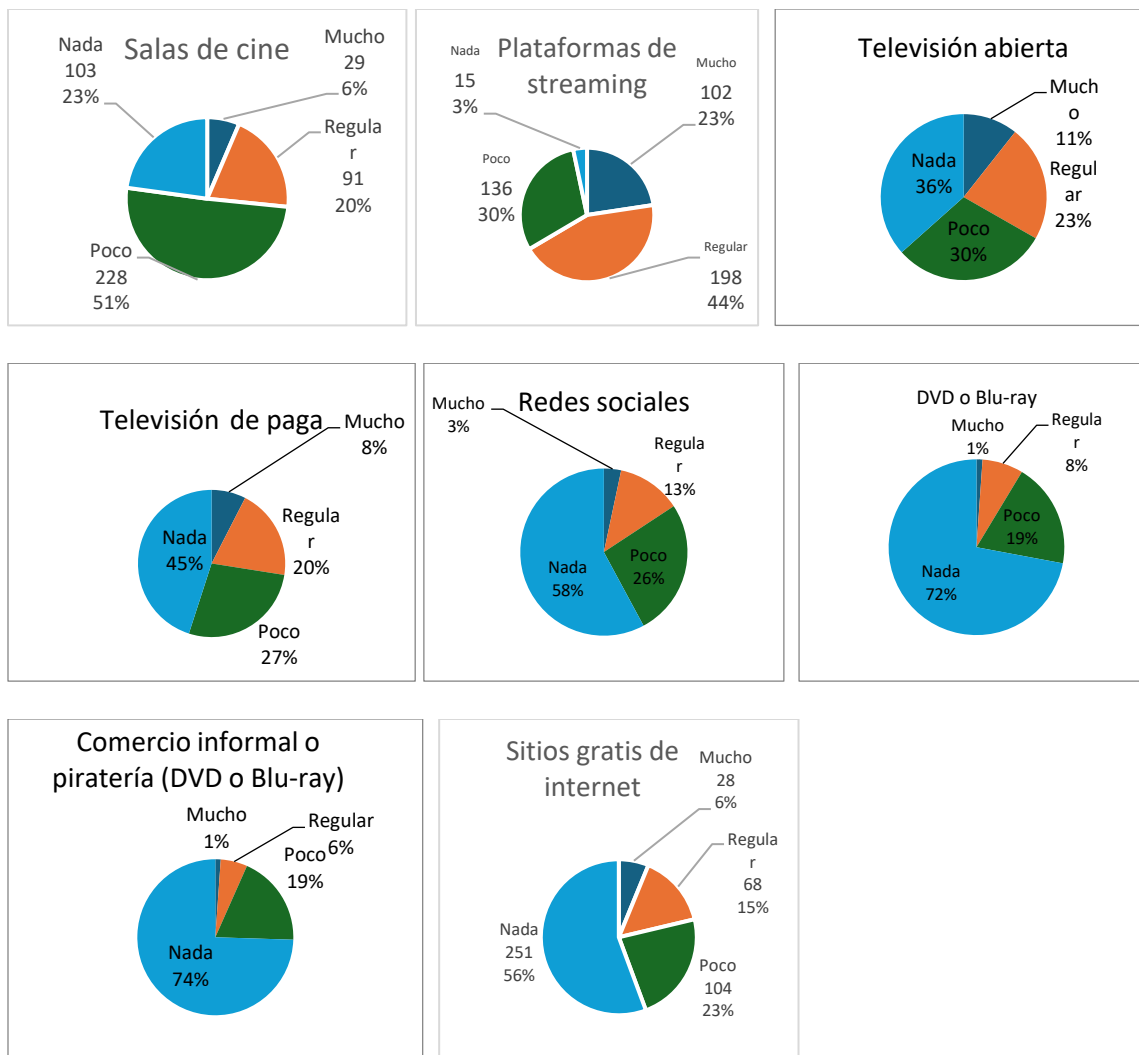 Salas de cine
Nada
103
23%
Mucho
29
6%
Regula
r
91
20%
Poco
228
51%
Plataformas de
streaming
Nada
15
3%
Mucho
102
23%
Poco
136
30%
Regular
198
44%
Televisión abierta
Much
o
11%
Nada
36%
Regul
ar
23%
Poco
30%
Televisión de paga
Mucho
8%
Nada
45%
Regula
r
20%
Poco
27%
Redes sociales
Mucho
3%
Regula
r
13%
Nada
58%
Poco
26%
DVD o Blu-ray
Mucho
1%
Regula
r
8%
Poco
19%
Nada
72%
Comercio informal o
piratería (DVD o Blu-ray)
Mucho
1%
Regular
6%
Poco
19%
Nada
74%
Sitios gratis de
internet
Mucho
28
6%
Regula
r
68
15%
Nada
251
56%
Poco
104
23%